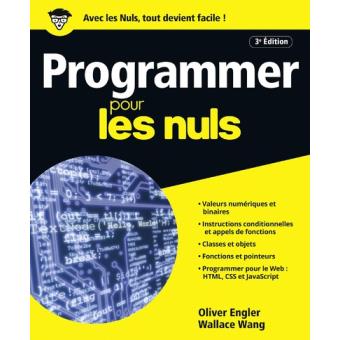 Avec les Nuls, tout devient facile !
3e Édition
Programmer
pour
les nuls
("Hello, World")
• Valeurs numériques et
binaires
• Instructions conditionnelles
et appels de fonctions
• Classes et objets
• Fonctions et pointeurs
• Programmer pour le Web :
HTML, CSS et JavaScript
Oliver Engler
Wallace Wang